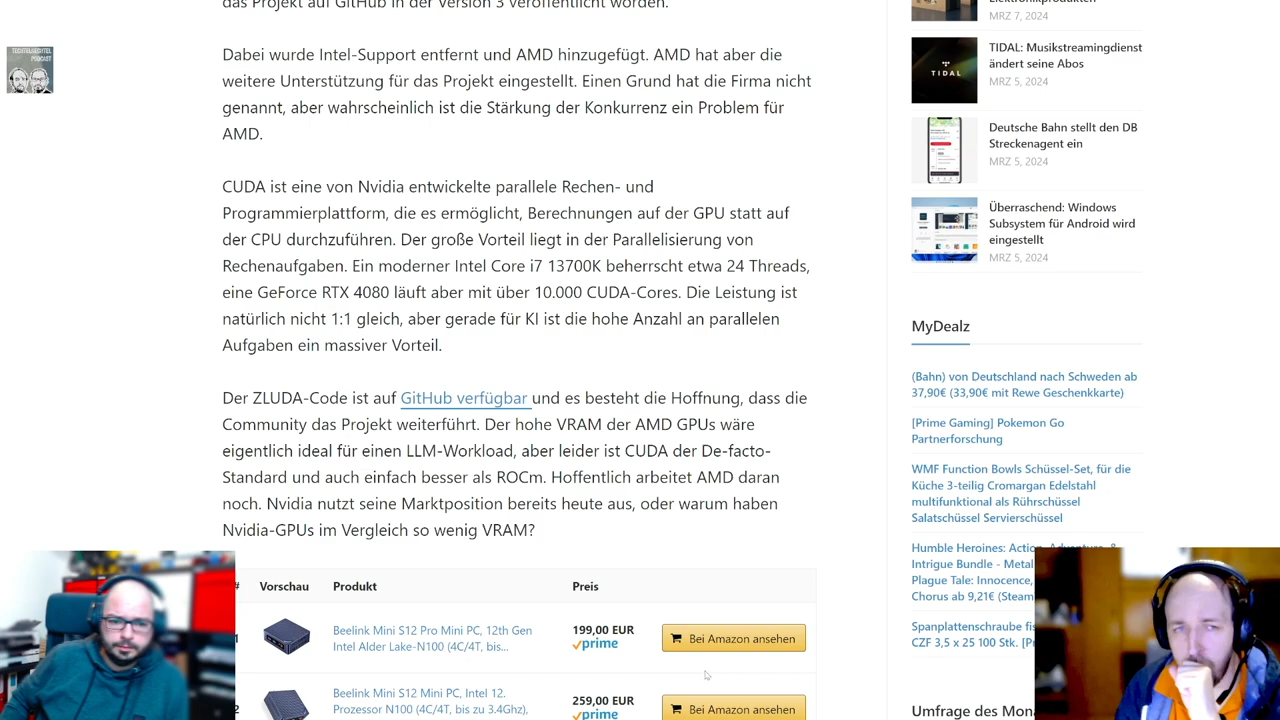 das Projekt auf GitHub in der Version 3 veröffentlicht worden.
TECHTELMECHTEL
PODCAST
Dabei wurde Intel-Support entfernt und AMD hinzugefügt. AMD hat aber die
aktive Unterstützung für das Projekt eingestellt. Einen Grund hat die Firma nicht
genannt, aber wahrscheinlich ist die Stärkung der Konkurrenz ein Problem für
AMD.
CUDA ist eine von Nvidia entwickelte parallele Rechen- und
Programmierplattform, die es ermöglicht, Berechnungen auf der GPU statt auf
durchzuführen. Der große Vorteil liegt in der Parallelisierung von
Rechenaufgaben. Ein moderner Intel Core i7 13700K beherrscht etwa 24 Threads,
eine GeForce RTX 4080 läuft aber mit über 10.000 CUDA-Cores. Die Leistung ist
natürlich nicht 1:1 gleich, aber gerade für KI ist die hohe Anzahl an parallelen
Aufgaben ein massiver Vorteil.
Der ZLUDA-Code ist auf GitHub verfügbar und es besteht die Hoffnung, dass die
Community das Projekt weiterführt. Der hohe VRAM der AMD GPUs wäre
eigentlich ideal für einen LLM-Workload, aber leider ist CUDA der De-facto-
Standard und auch deutlich besser als ROCm. Hoffentlich arbeitet AMD daran
noch. Nvidia nutzt seine Marktposition bereits heute aus, oder warum haben
Nvidia-GPUs im Vergleich so wenig VRAM?
# Vorschau Produkt Preis
1 Beelink Mini S12 Pro Mini PC, 12th Gen
Intel Alder Lake-N100 (4C/4T, bis...
199,00 EUR
prime
Bei Amazon ansehen
2 Beelink Mini S12 Mini PC, Intel 12.
Prozessor N100 (4C/4T, bis zu 3.4Ghz),
259,00 EUR
prime
Bei Amazon ansehen
Elektronikprodukten
MRZ 7, 2024
TIDAL
TIDAL: Musikstreamingdienst
ändert seine Abos
MRZ 5, 2024
Deutsche Bahn stellt den DB
Streckenagent ein
MRZ 5, 2024
Überraschend: Windows
Subsystem für Android wird
eingestellt
MRZ 5, 2024
MyDealz
(Bahn) von Deutschland nach Schweden ab
37,90€ (33,90€ mit Rewe Geschenkkarte)
[Prime Gaming] Pokemon Go
Partnerforschung
WMF Function Bowls Schüssel-Set, für die
Küche 3-teilig Cromargan Edelstahl
multifunktional als Rührschüssel
Salatschüssel Servierschüssel
Humble Heroines: Action, Adventure, &
Intrigue Bundle - Metal
Plague Tale: Innocence,
Chorus ab 9,21€ (Steam
Spanplattenschraube
CZF 3,5 x 25 100 Stk.
Umfrage des Mona